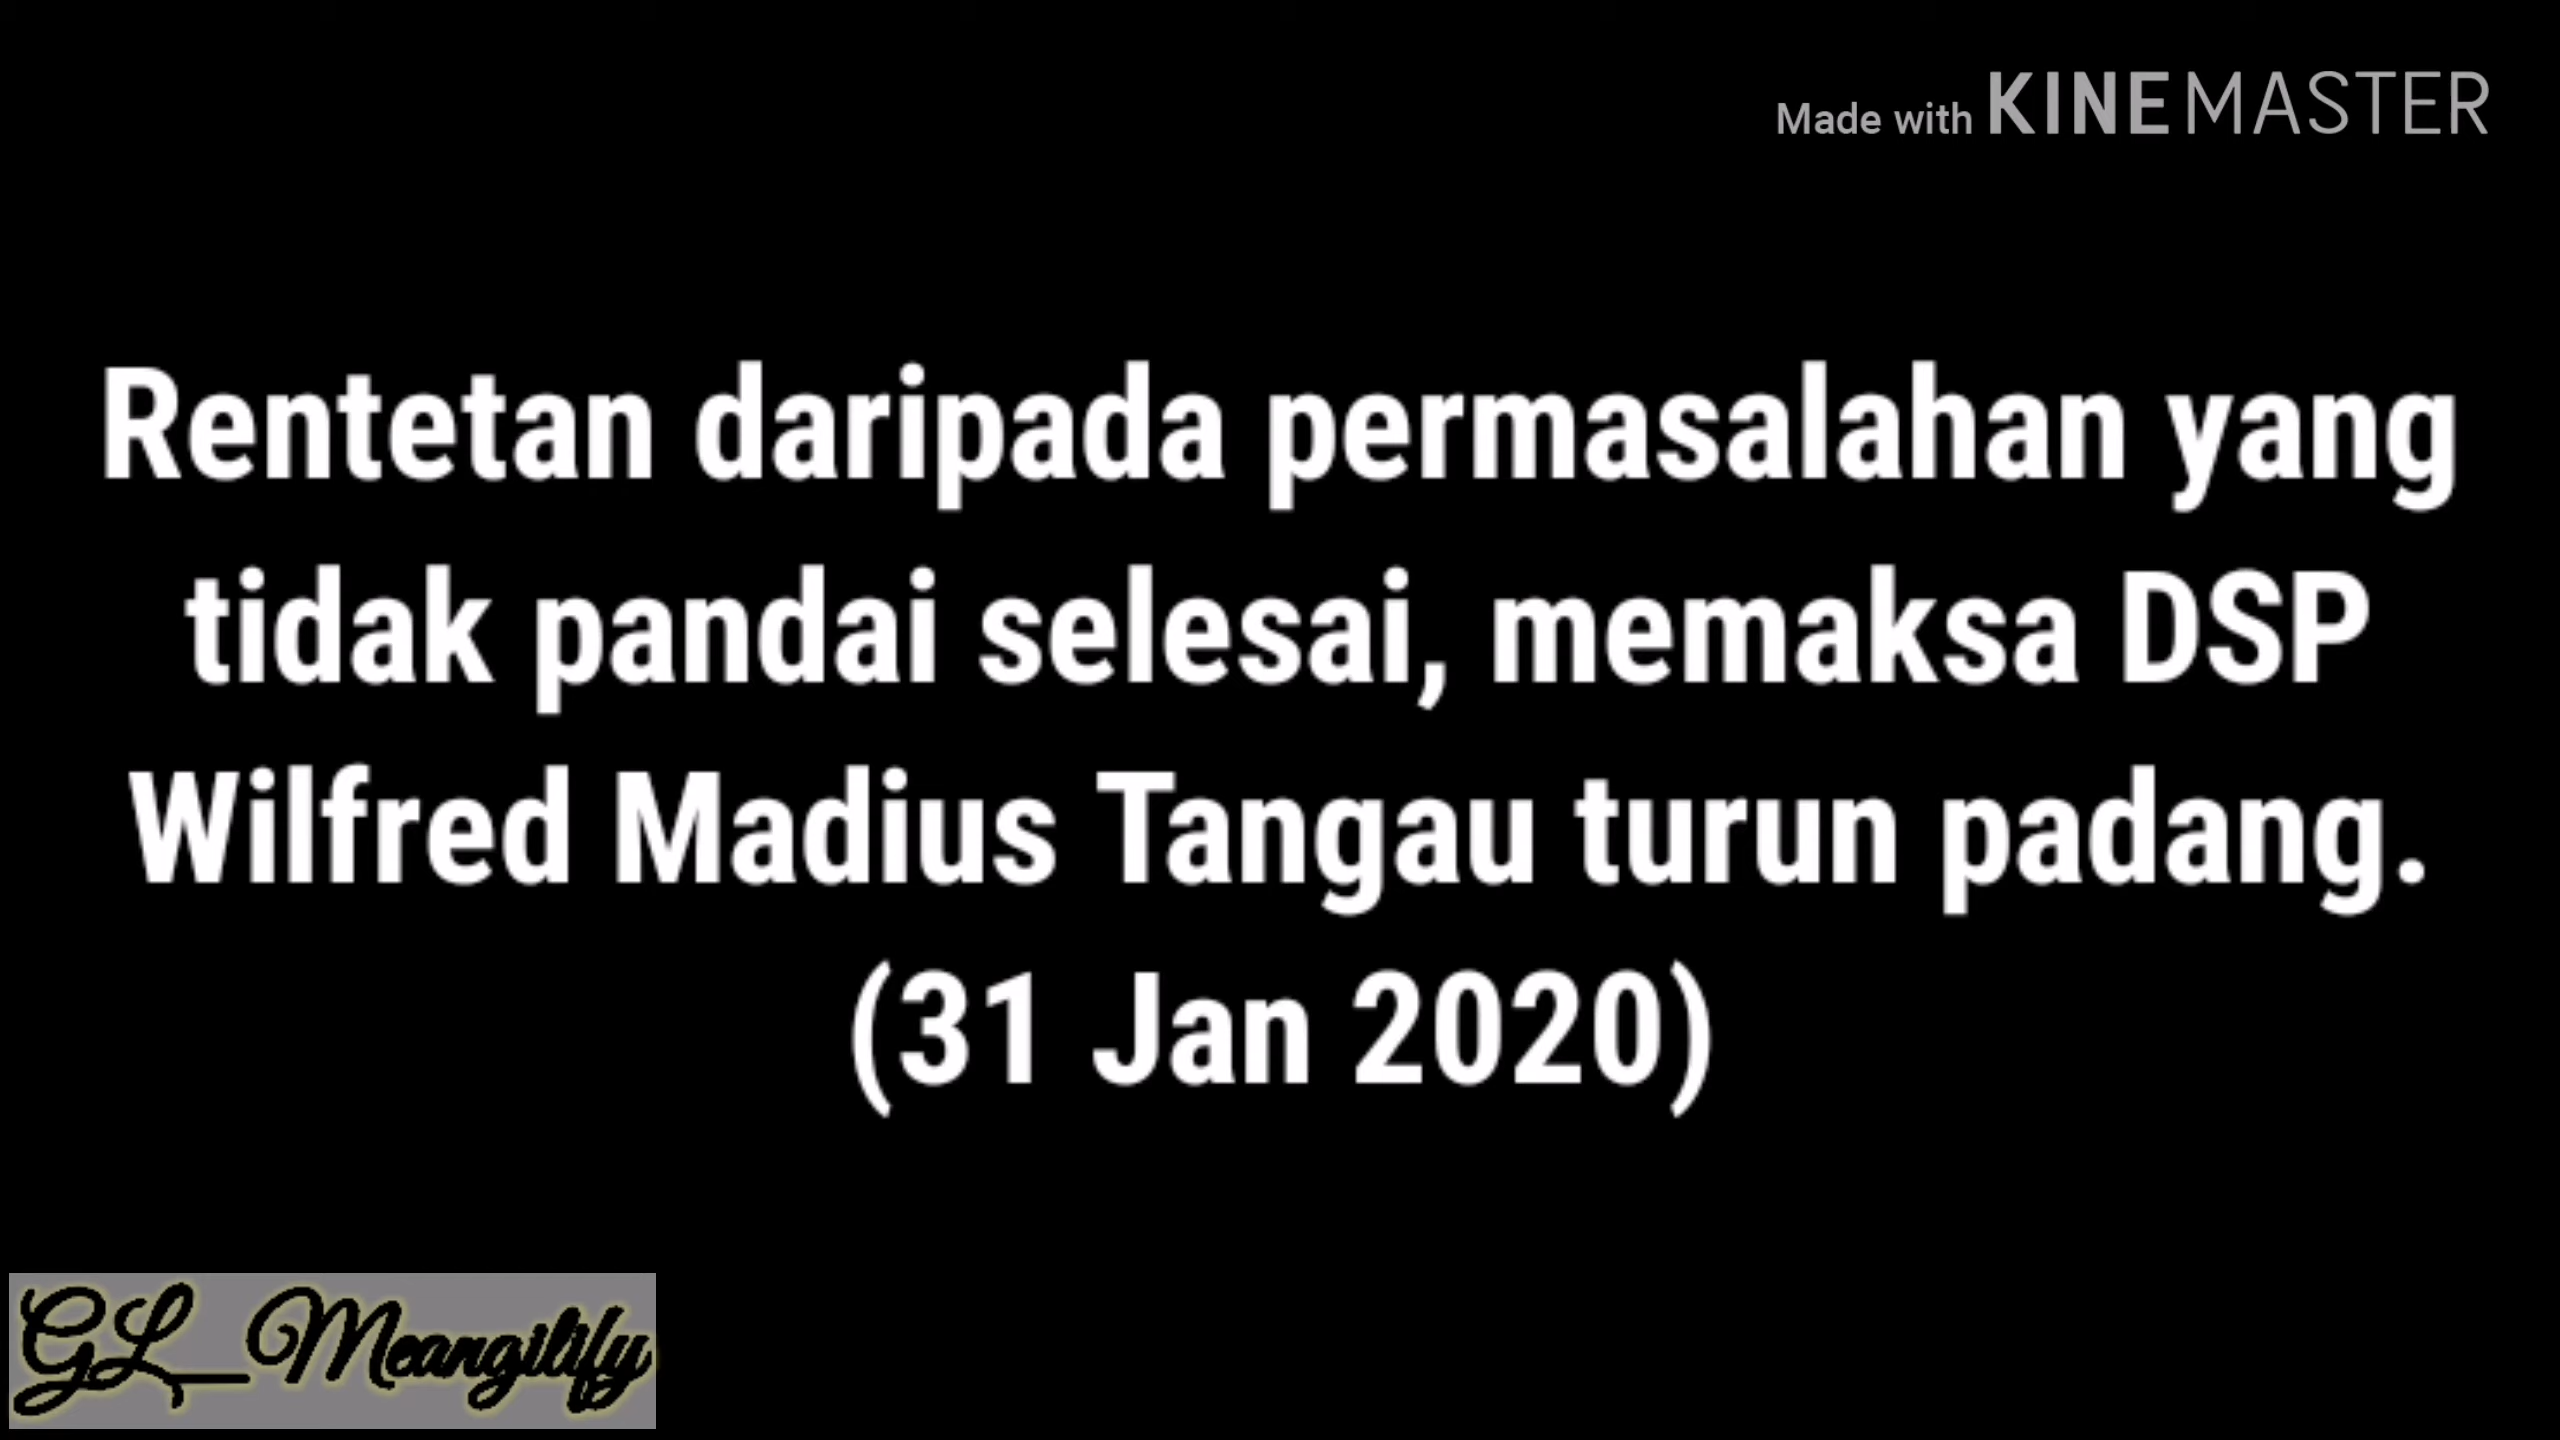 Made with KINEMASTER
Rentetan daripada permasalahan yang
tidak pandai selesai, memaksa DSP
Wilfred Madius Tangau turun padang.
(31 Jan 2020)
GL_Meangilify